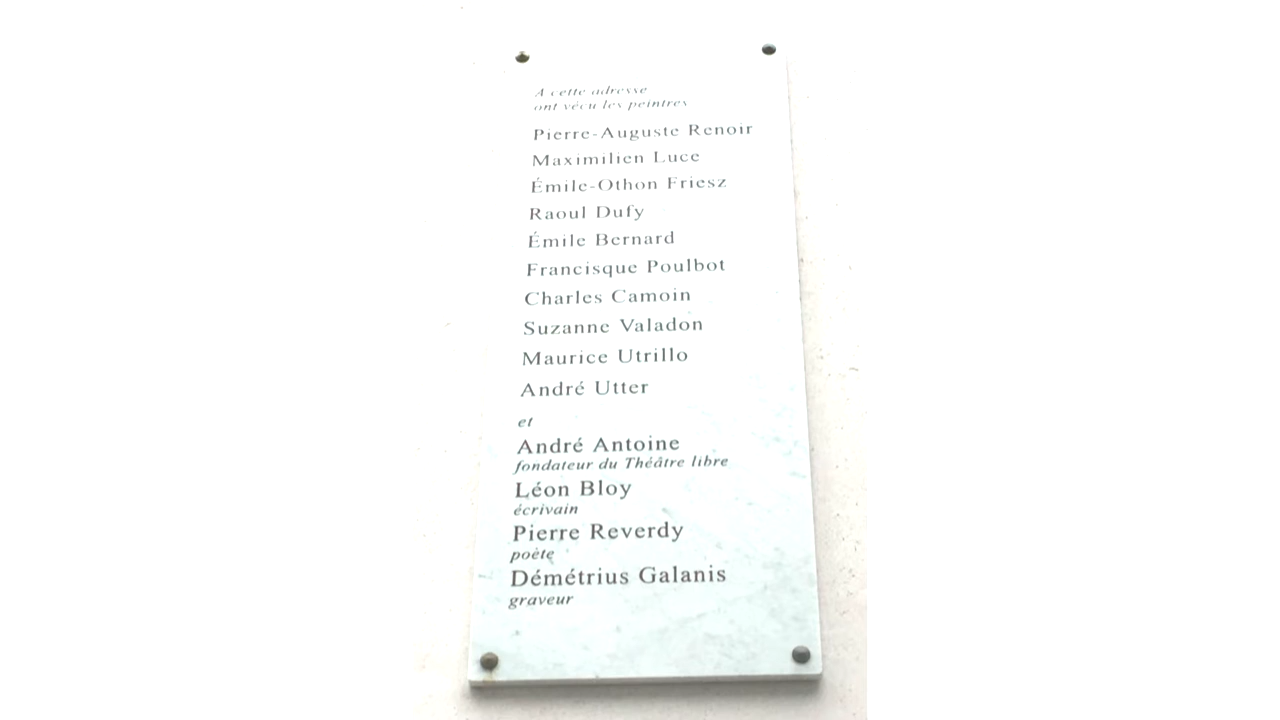 A cette adresse
ont vécu les peintres
Pierre-Auguste Renoir
Maximilien Luce
Émile-Othon Friesz
Raoul Dufy
Émile Bernard
Francisque Poulbot
Charles Camoin
Suzanne Valadon
Maurice Utrillo
André Utter
et
André Antoine
fondateur du Théâtre libre
Léon Bloy
écrivain
Pierre Reverdy
poète
Démétrius Galanis
graveur